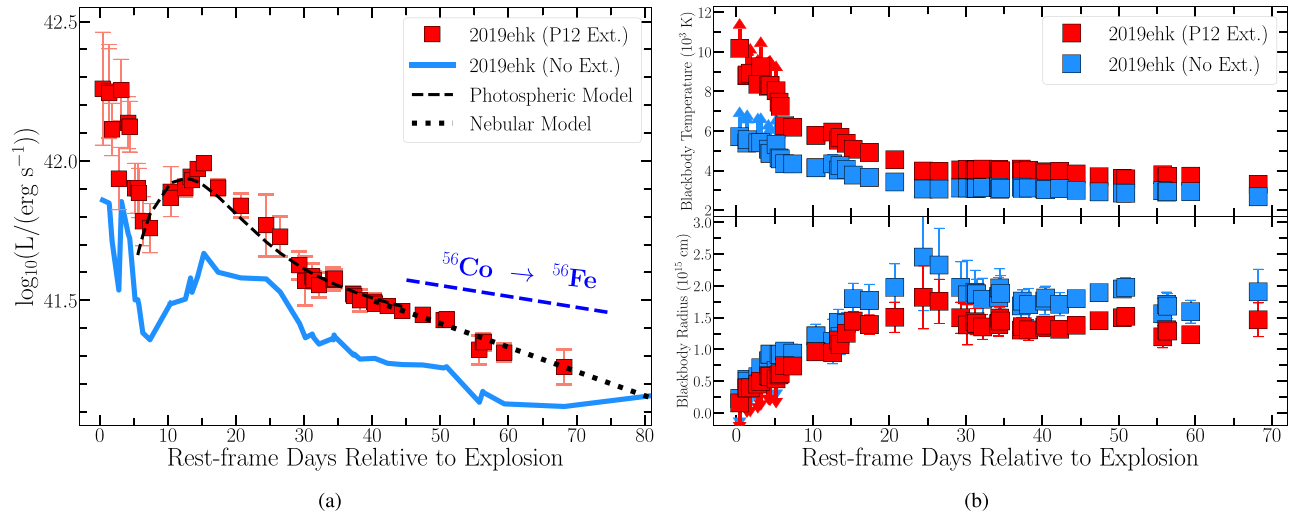 42.5
42.0
41.5
log₁₀(L/(erg s⁻¹))
2019ehk (P12 Ext.)
2019ehk (No Ext.)
Photospheric Model
Nebular Model
⁵⁶Co → ⁵⁶Fe
0 10 20 30 40 50 60 70 80
Rest-frame Days Relative to Explosion
(a)
12
10
8
6
4
2
Blackbody Temperature (10³ K)
2019ehk (P12 Ext.)
2019ehk (No Ext.)
3.0
2.5
2.0
1.5
1.0
0.5
0.0
Blackbody Radius (10¹⁵ cm)
0 10 20 30 40 50 60 70
Rest-frame Days Relative to Explosion
(b)